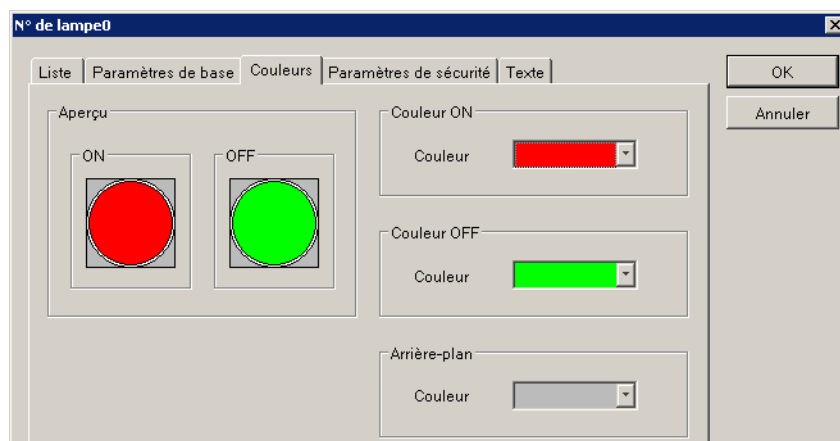 N° de lampe0
Liste Paramètres de base Couleurs Paramètres de sécurité Texte
OK
Annuler
Aperçu
ON
OFF
Couleur ON
Couleur
Couleur OFF
Couleur
Arrière-plan
Couleur